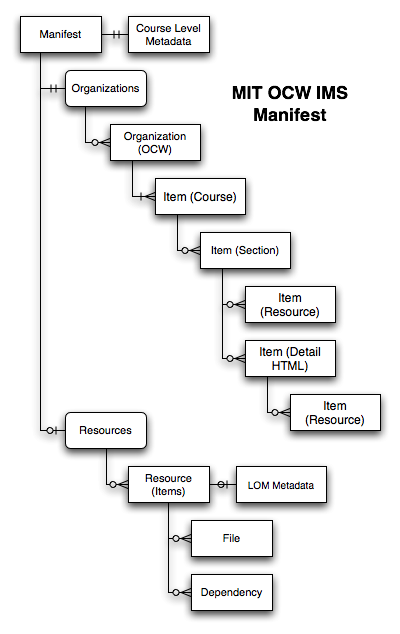 Manifest
Course Level
Metadata
Organizations
MIT OCW IMS
Manifest
Organization
(OCW)
Item (Course)
Item (Section)
Item
(Resource)
Item (Detail
HTML)
Item
(Resource)
Resources
Resource
(Items)
LOM Metadata
File
Dependency